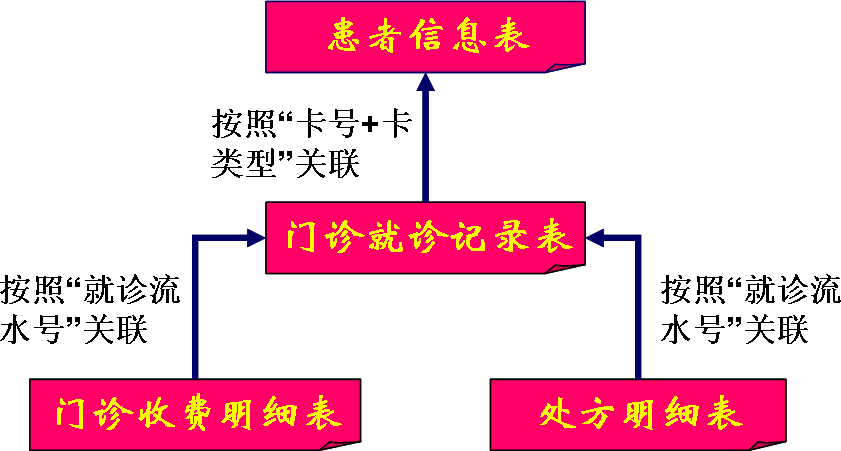 患者信息表
按照“卡号+卡
类型”关联
门诊就诊记录表
按照“就诊流
水号”关联
按照“就诊流
水号”关联
门诊收费明细表
处方明细表